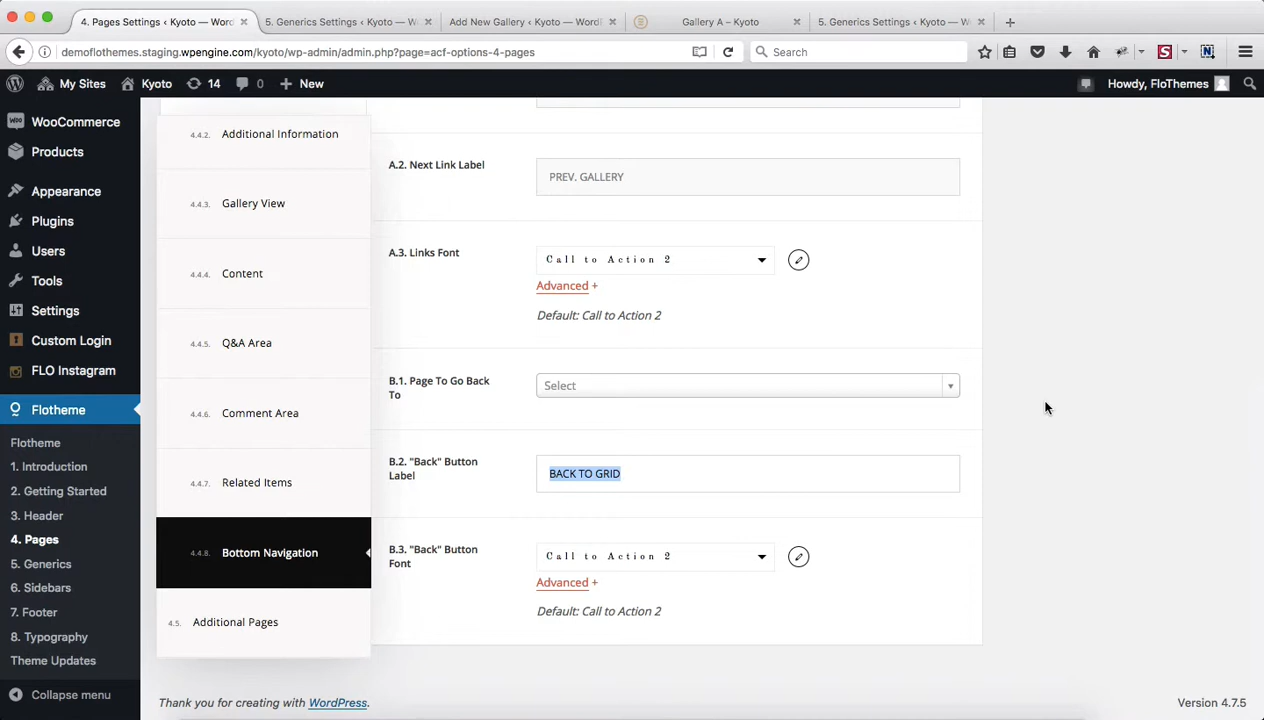 4. Pages Settings ‹ Kyoto — Word
5. Generics Settings ‹ Kyoto — W
Add New Gallery ‹ Kyoto — WordP
Gallery A – Kyoto
5. Generics Settings ‹ Kyoto — W
demoflothemes.staging.wpengine.com/kyoto/wp-admin/admin.php?page=acf-options-4-pages
Search
My Sites
Kyoto
14
0
New
Howdy, FloThemes
WooCommerce
Products
Appearance
Plugins
Users
Tools
Settings
Custom Login
FLO Instagram
Flotheme
Flotheme
1. Introduction
2. Getting Started
3. Header
4. Pages
5. Generics
6. Sidebars
7. Footer
8. Typography
Theme Updates
Collapse menu
4.4.2. Additional Information
4.4.3. Gallery View
4.4.4. Content
4.4.5. Q&A Area
4.4.6. Comment Area
4.4.7. Related Items
4.4.8. Bottom Navigation
4.5. Additional Pages
A.2. Next Link Label
PREV. GALLERY
A.3. Links Font
Call to Action 2
Advanced +
Default: Call to Action 2
B.1. Page To Go Back
To
Select
B.2. "Back" Button
Label
BACK TO GRID
B.3. "Back" Button
Font
Call to Action 2
Advanced +
Default: Call to Action 2
Thank you for creating with WordPress.
Version 4.7.5